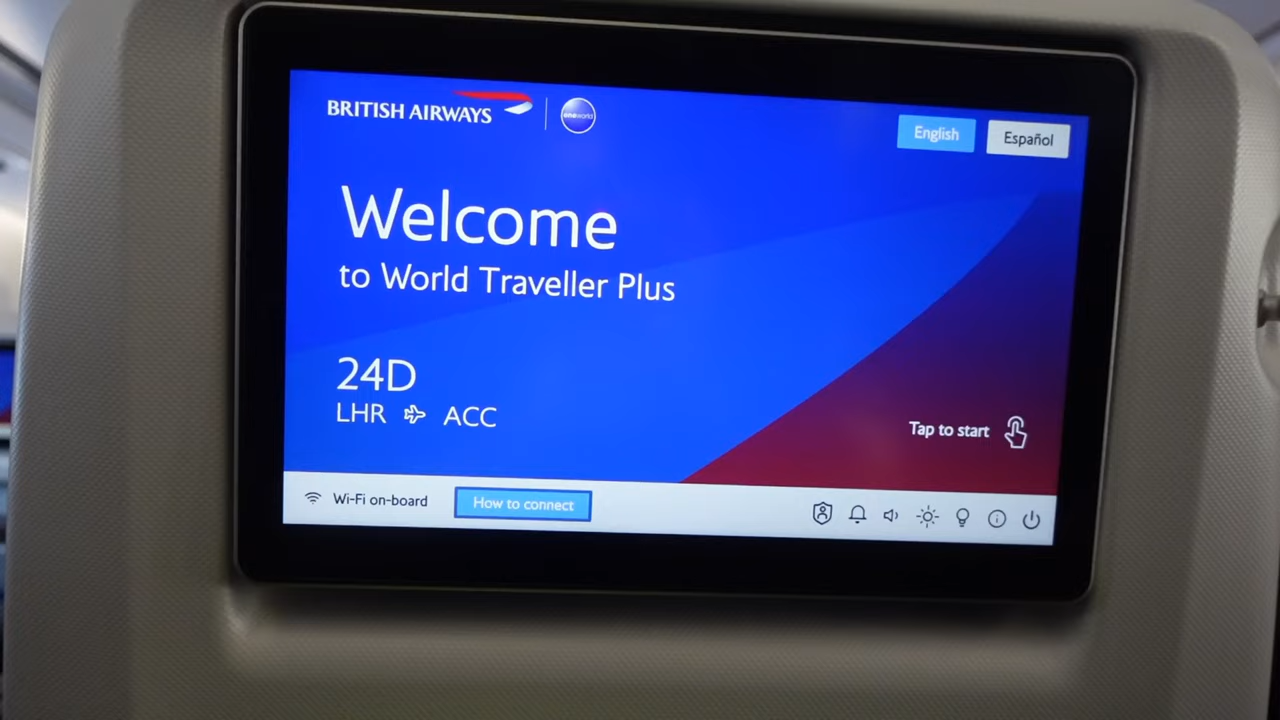 BRITISH AIRWAYS
oneworld
English
Español
Welcome
to World Traveller Plus
24D
LHR ACC
Tap to start
Wi-Fi on-board
How to connect